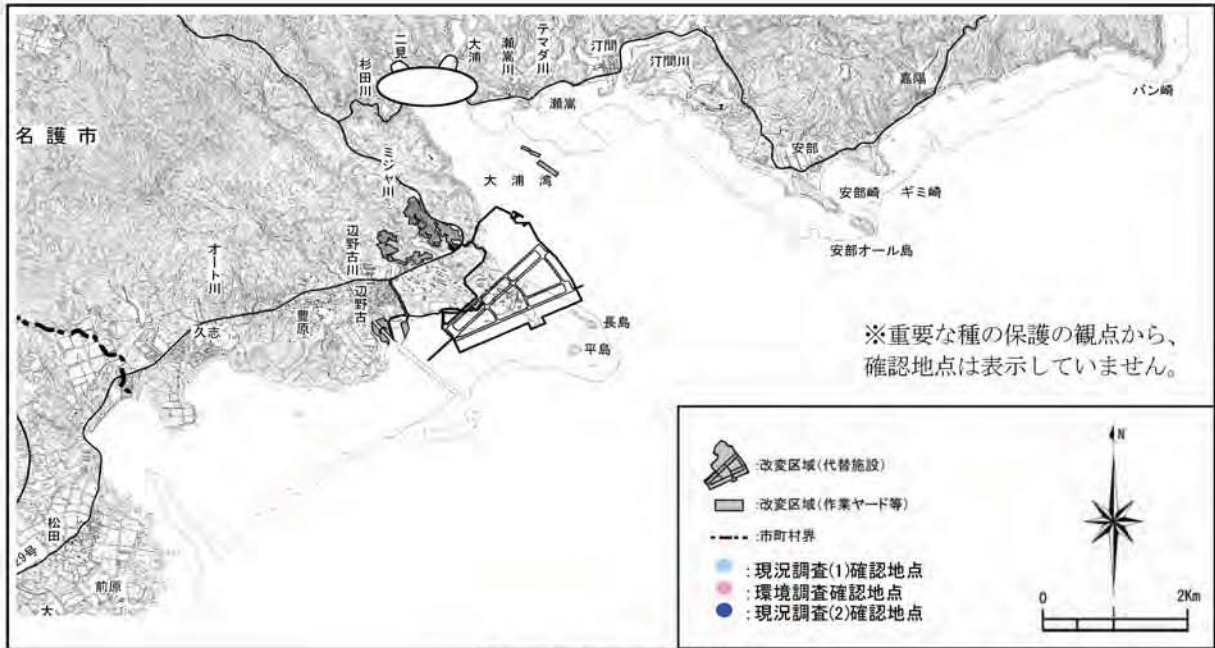 二見
大浦
瀬嵩川
テマダ川
汀間
汀間川
杉田川
瀬嵩
嘉陽
バン崎
名護市
安部
ミジャ川
大浦湾
安部崎
ギミ崎
安部オール島
辺野古川
オート川
辺野古
長島
豊原
久志
平島
※重要な種の保護の観点から、
確認地点は表示していません。
:改変区域(代替施設)
:改変区域(作業ヤード等)
:市町村界
:現況調査(1)確認地点
:環境調査確認地点
:現況調査(2)確認地点
N
0 2Km
松田
前原